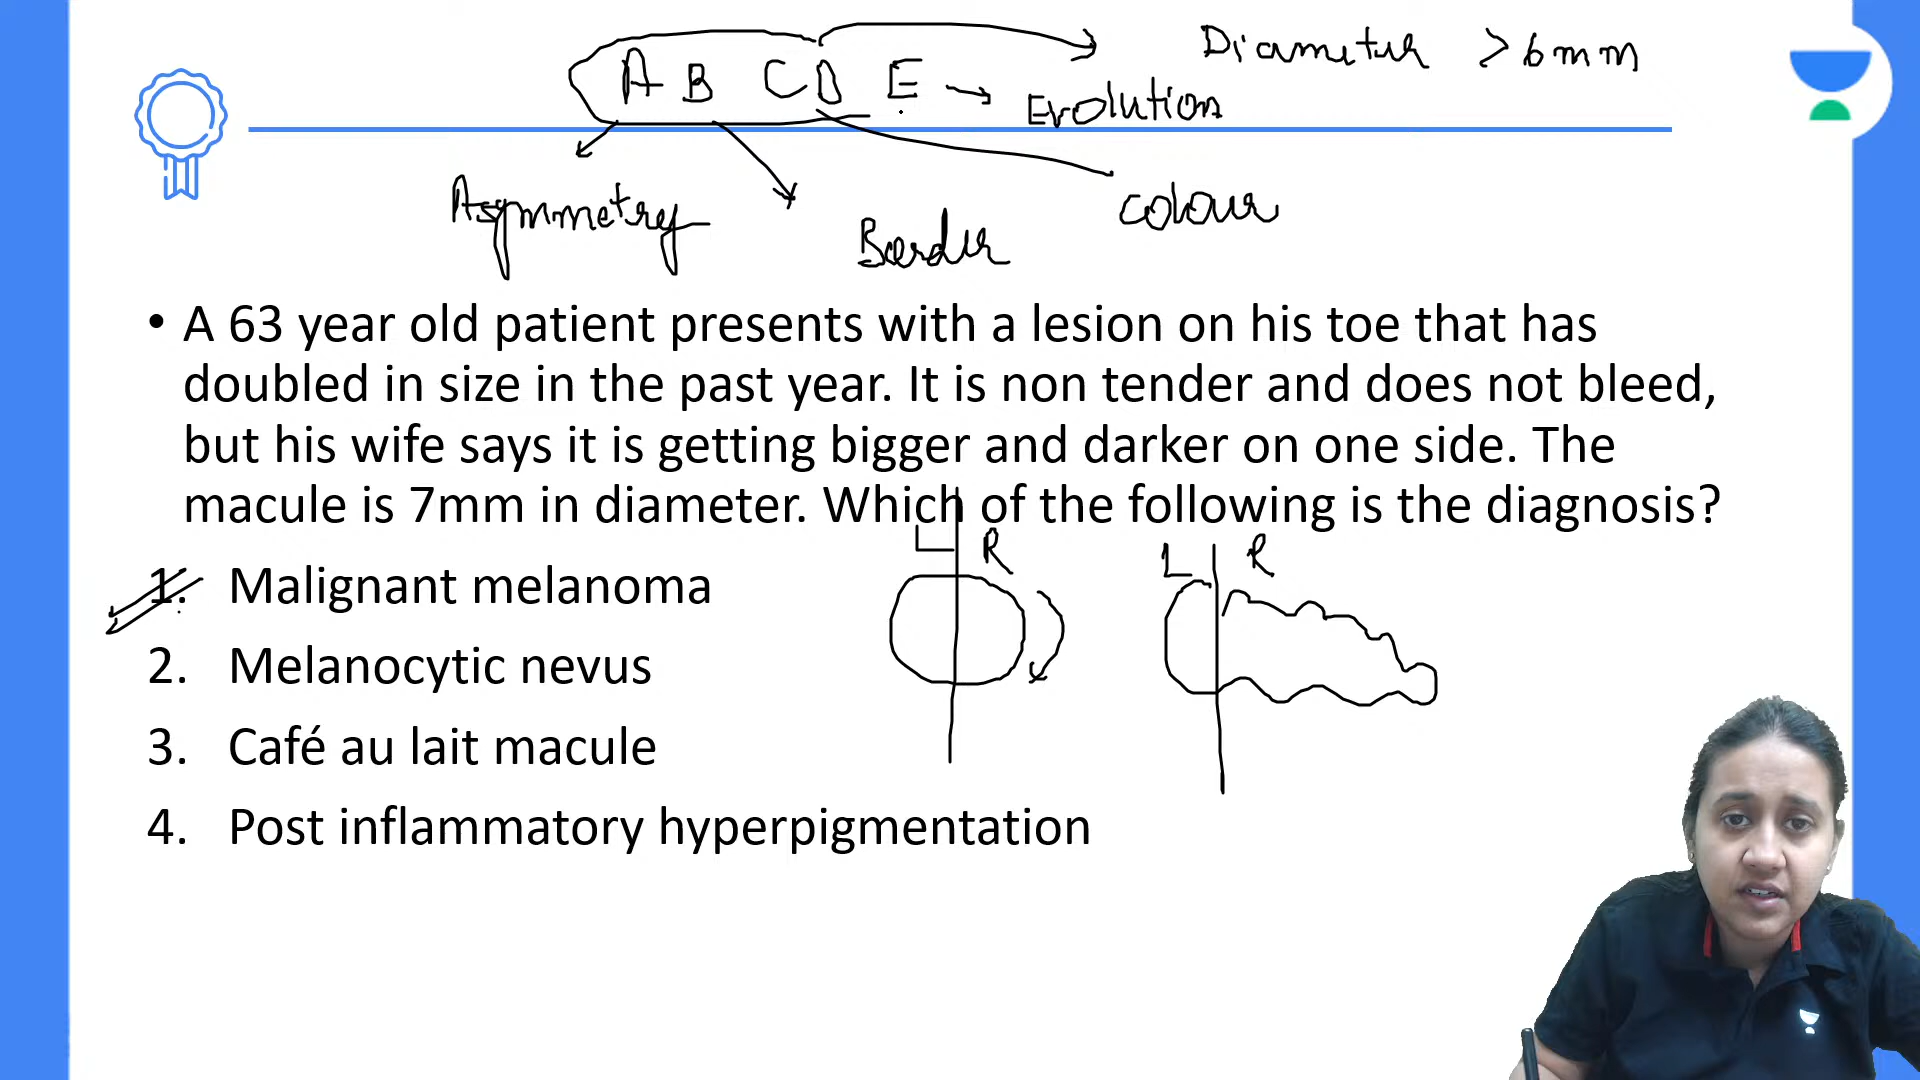 A B C D E
Diameter >6mm
Evolution
Asymmetry
Border
Colour
• A 63 year old patient presents with a lesion on his toe that has
doubled in size in the past year. It is non tender and does not bleed,
but his wife says it is getting bigger and darker on one side. The
macule is 7mm in diameter. Which of the following is the diagnosis?
L R
L R
1. Malignant melanoma
2. Melanocytic nevus
3. Café au lait macule
4. Post inflammatory hyperpigmentation